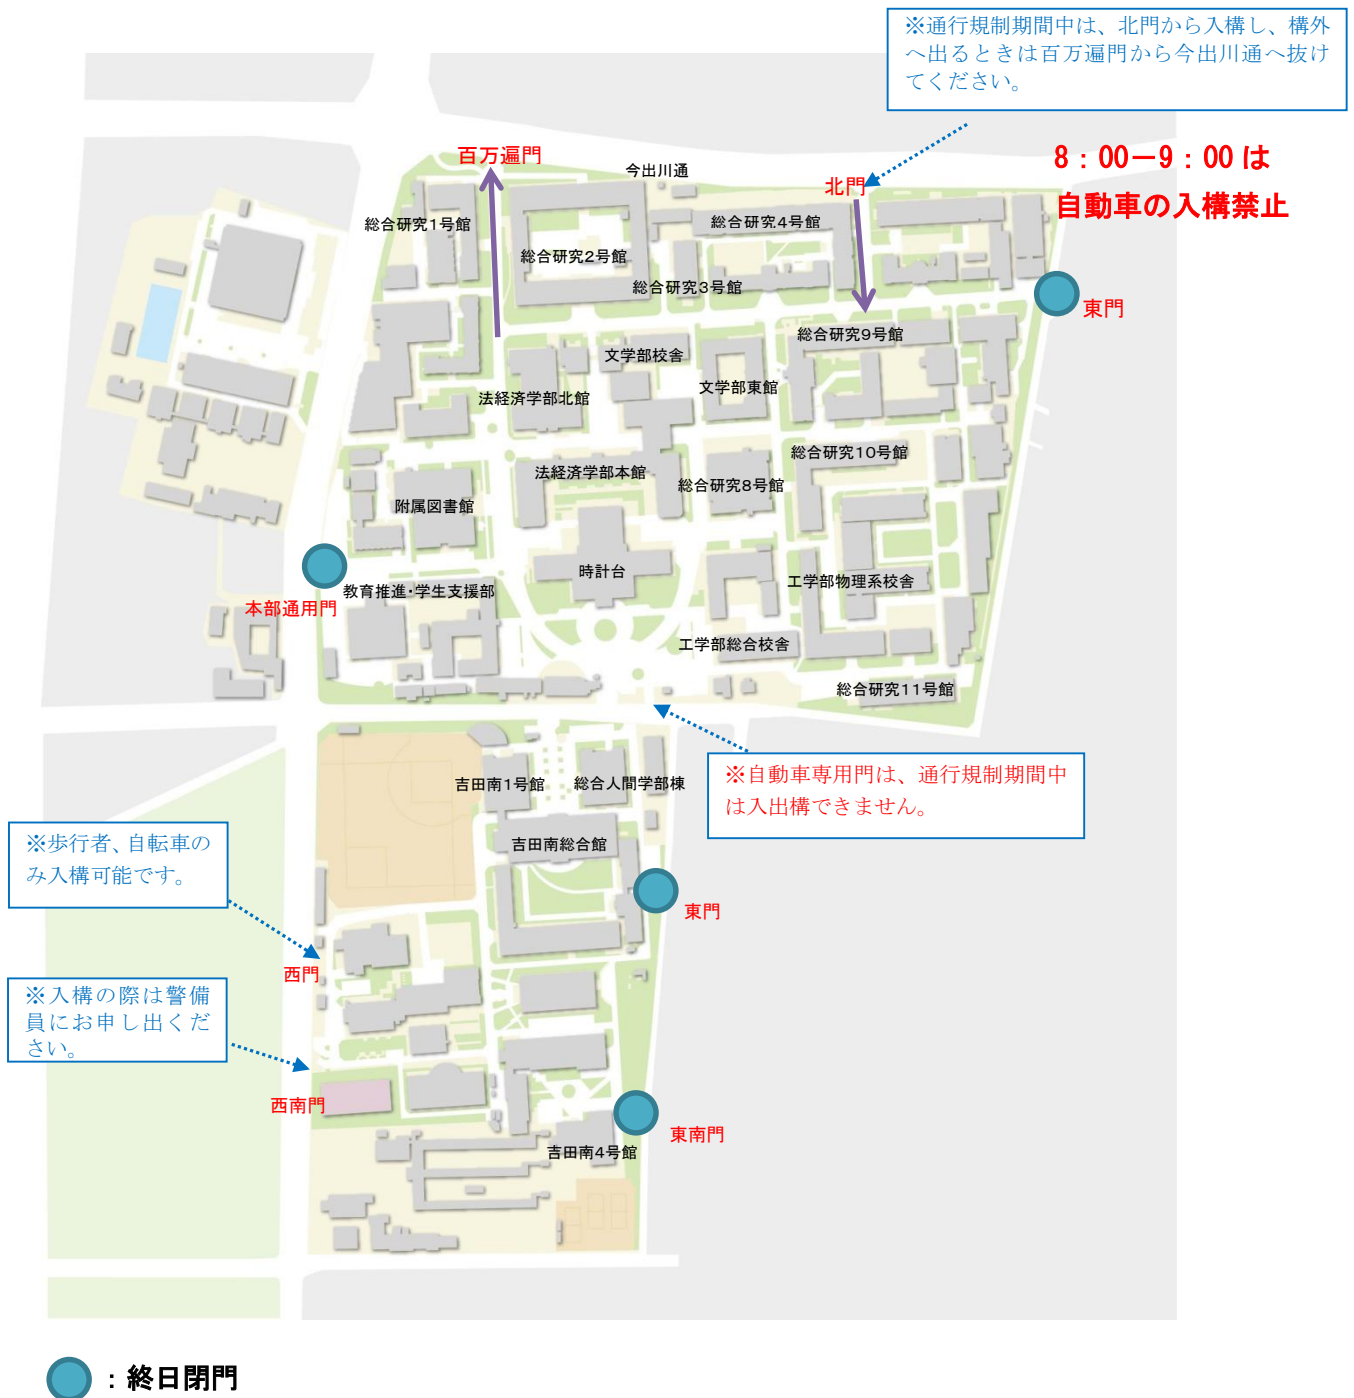 ※通行規制期間中は、北門から入構し、構外
へ出るときは百万遍門から今出川通へ抜け
てください。
8：00－9：00は
自動車の入構禁止
百万遍門
今出川通
北門
総合研究1号館
総合研究4号館
総合研究2号館
総合研究3号館
東門
総合研究9号館
文学部校舎
文学部東館
法経済学部北館
総合研究10号館
法経済学部本館
総合研究8号館
附属図書館
時計台
工学部物理系校舎
教育推進・学生支援部
本部通用門
工学部総合校舎
総合研究11号館
※自動車専用門は、通行規制期間中
は入出構できません。
吉田南1号館
総合人間学部棟
※歩行者、自転車の
み入構可能です。
吉田南総合館
東門
西門
※入構の際は警備
員にお申し出くだ
さい。
西南門
東南門
吉田南4号館
：終日閉門